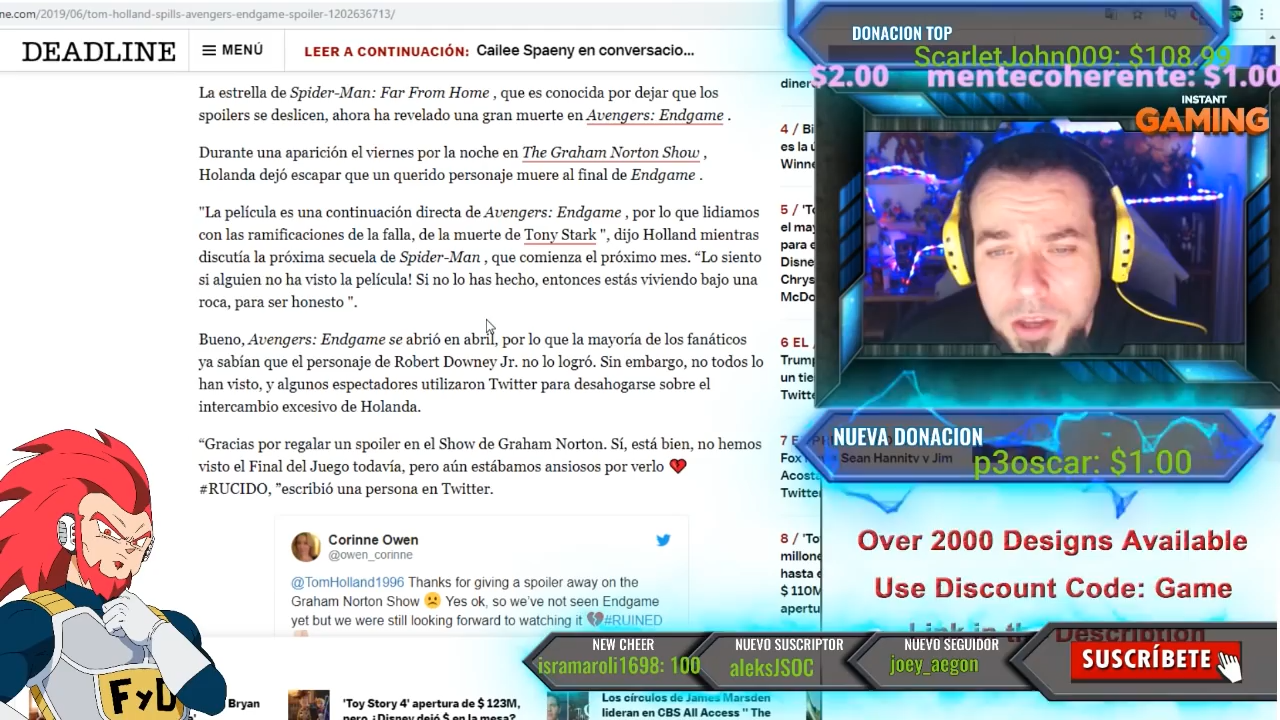 ne.com/2019/06/tom-holland-spills-avengers-endgame-spoiler-1202636713/
DEADLINE
MENÚ
LEER A CONTINUACIÓN: Cailee Spaeny en conversacio...
La estrella de Spider-Man: Far From Home , que es conocida por dejar que los
spoilers se deslicen, ahora ha revelado una gran muerte en Avengers: Endgame .
Durante una aparición el viernes por la noche en The Graham Norton Show ,
Holanda dejó escapar que un querido personaje muere al final de Endgame .
"La película es una continuación directa de Avengers: Endgame , por lo que lidiamos
con las ramificaciones de la falla, de la muerte de Tony Stark ", dijo Holland mientras
discutía la próxima secuela de Spider-Man , que comienza el próximo mes. “Lo siento
si alguien no ha visto la película! Si no lo has hecho, entonces estás viviendo bajo una
roca, para ser honesto ".
Bueno, Avengers: Endgame se abrió en abril, por lo que la mayoría de los fanáticos
ya sabían que el personaje de Robert Downey Jr. no lo logró. Sin embargo, no todos lo
han visto, y algunos espectadores utilizaron Twitter para desahogarse sobre el
intercambio excesivo de Holanda.
“Gracias por regalar un spoiler en el Show de Graham Norton. Sí, está bien, no hemos
visto el Final del Juego todavía, pero aún estábamos ansiosos por verlo 💔
#RUCIDO, ”escribió una persona en Twitter.
Corinne Owen
@owen_corinne
@TomHolland1996 Thanks for giving a spoiler away on the
Graham Norton Show 🙁 Yes ok, so we've not seen Endgame
yet but we were still looking forward to watching it 💔#RUINED
Bryan
'Toy Story 4' apertura de $ 123M,
pero ¿Disney dejó $ en la mesa?
Los círculos de James Marsden
lideran en CBS All Access " The
diner
4 / Bi
es la ú
Winne
5 / 'To
el may
para e
Disne
Chrys
McDo
6 EL
Trump
un tie
Twitte
7 E
Fox Sean Hannity y Jim
Acost
Twitte
8 / 'To
millone
hasta e
$ 110M
apertu
DONACION TOP
ScarletJohn009: $108.99
$2.00 mentecoherente: $1.00
INSTANT
GAMING
NUEVA DONACION
p3oscar: $1.00
Over 2000 Designs Available
Use Discount Code: Game
Link in the Description
NEW CHEER
isramaroli1698: 100
NUEVO SUSCRIPTOR
aleksJSOC
NUEVO SEGUIDOR
joey_aegon
SUSCRÍBETE
FyD